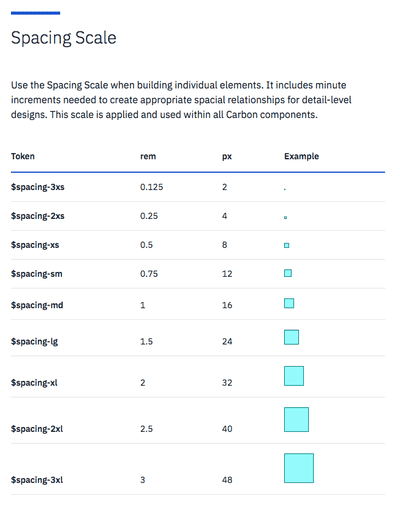 Spacing Scale
Use the Spacing Scale when building individual elements. It includes minute
increments needed to create appropriate spacial relationships for detail-level
designs. This scale is applied and used within all Carbon components.
Token rem px Example
$spacing-3xs 0.125 2
$spacing-2xs 0.25 4
$spacing-xs 0.5 8
$spacing-sm 0.75 12
$spacing-md 1 16
$spacing-lg 1.5 24
$spacing-xl 2 32
$spacing-2xl 2.5 40
$spacing-3xl 3 48